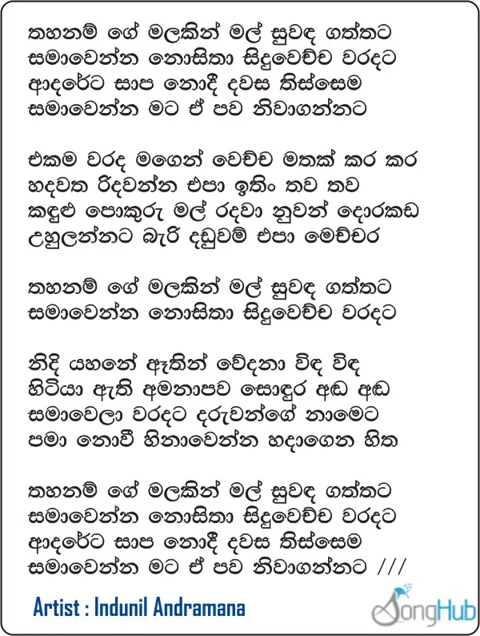 තහනම් ගේ මලකින් මල් සුවඳ ගත්තට
සමාවෙන්න නොසිතා සිදුවෙච්ච වරදට
ආදරේට සාප නොදී දවස තිස්සෙම
සමාවෙන්න මට ඒ පව නිවාගන්නට
එකම වරද මගෙන් වෙච්ච මතක් කර කර
හදවත රිදවන්න එපා ඉතිං තව තව
කඳුළු පොකුරු මල් රදවා නුවන් දොරකඩ
උහුලන්නට බැරි දඬුවම් එපා මෙච්චර
තහනම් ගේ මලකින් මල් සුවඳ ගත්තට
සමාවෙන්න නොසිතා සිදුවෙච්ච වරදට
නිදි යහනේ ඈතින් වේදනා විඳ විඳ
හිටියා ඇති අමනාපව සොඳුර අඬ අඬ
සමාවෙලා වරදට දරුවන්ගේ නාමෙට
පමා නොවී හිනාවෙන්න හදාගෙන හිත
තහනම් ගේ මලකින් මල් සුවඳ ගත්තට
සමාවෙන්න නොසිතා සිදුවෙච්ච වරදට
ආදරේට සාප නොදී දවස තිස්සෙම
සමාවෙන්න මට ඒ පව නිවාගන්නට ///
Artist : Indunil Andramana
SongHub